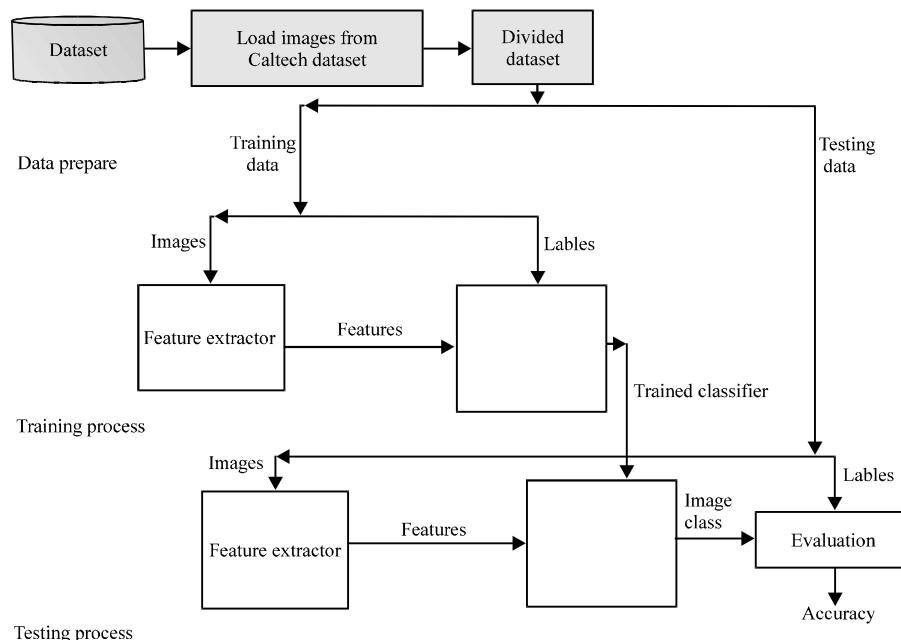 Dataset
Load images from
Caltech dataset
Divided
dataset
Training
data
Testing
data
Data prepare
Images
Lables
Feature extractor
Features
Trained classifier
Training process
Images
Lables
Feature extractor
Features
Image
class
Evaluation
Accuracy
Testing process